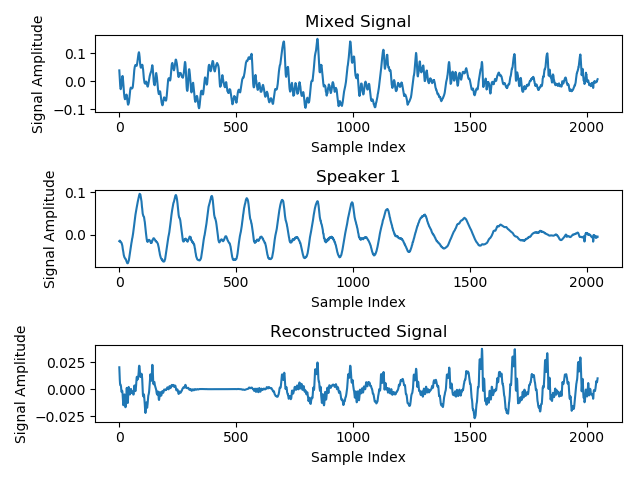 Mixed Signal
Signal Amplitude
0.1
0.0
−0.1
0 500 1000 1500 2000
Sample Index
Speaker 1
Signal Amplitude
0.1
0.0
0 500 1000 1500 2000
Sample Index
Reconstructed Signal
Signal Amplitude
0.025
0.000
−0.025
0 500 1000 1500 2000
Sample Index